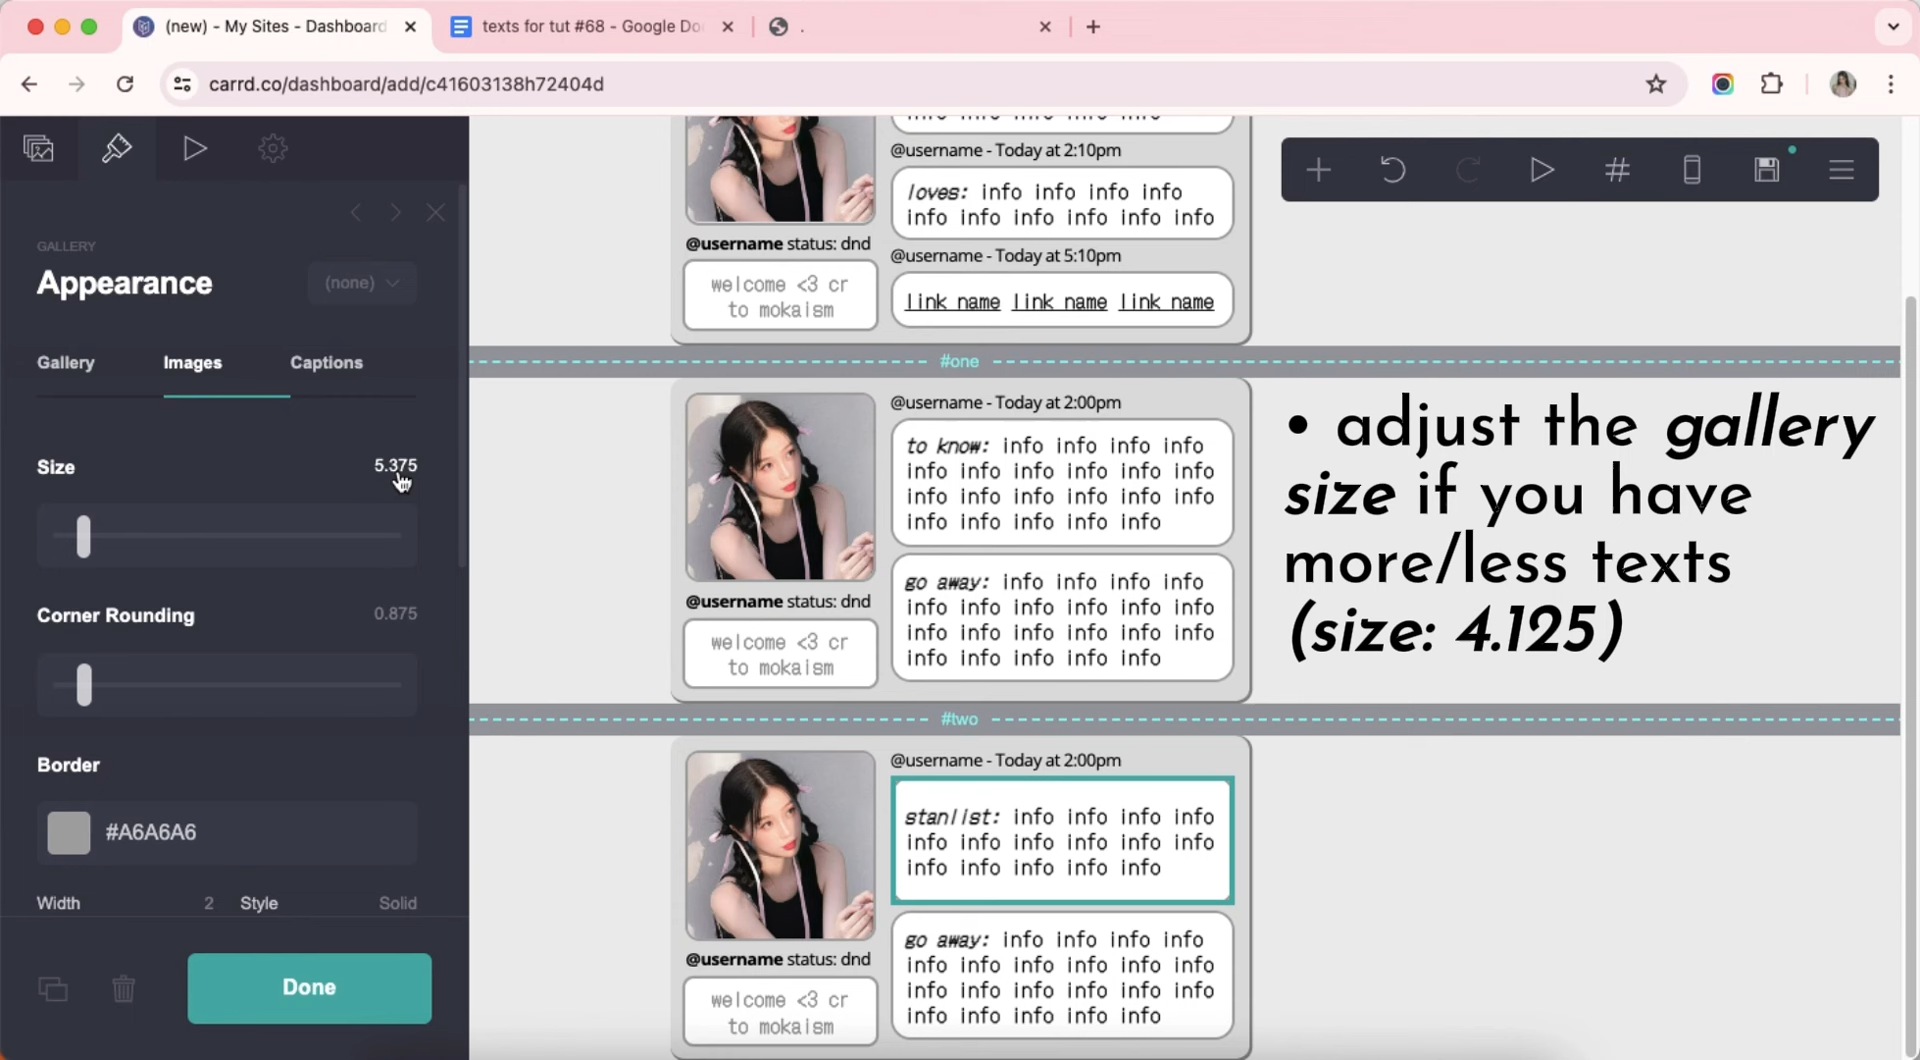 (new) - My Sites - Dashboard
texts for tut #68 - Google Do
.
carrd.co/dashboard/add/c41603138h72404d
GALLERY
Appearance
(none)
Gallery
Images
Captions
Size
5.375
Corner Rounding
0.875
Border
#A6A6A6
Width
2
Style
Solid
Done
@username status: dnd
welcome <3 cr
to mokaism
@username - Today at 2:10pm
loves: info info info info
info info info info info info
@username - Today at 5:10pm
link name link name link name
#one
@username status: dnd
welcome <3 cr
to mokaism
@username - Today at 2:00pm
to know: info info info info
info info info info info info
info info info info info info
info info info info info
go away: info info info info
info info info info info info
info info info info info info
info info info info info
#two
@username status: dnd
welcome <3 cr
to mokaism
@username - Today at 2:00pm
stanlist: info info info info
info info info info info info
info info info info info
go away: info info info info
info info info info info info
info info info info info info
info info info info info
• adjust the gallery
size if you have
more/less texts
(size: 4.125)